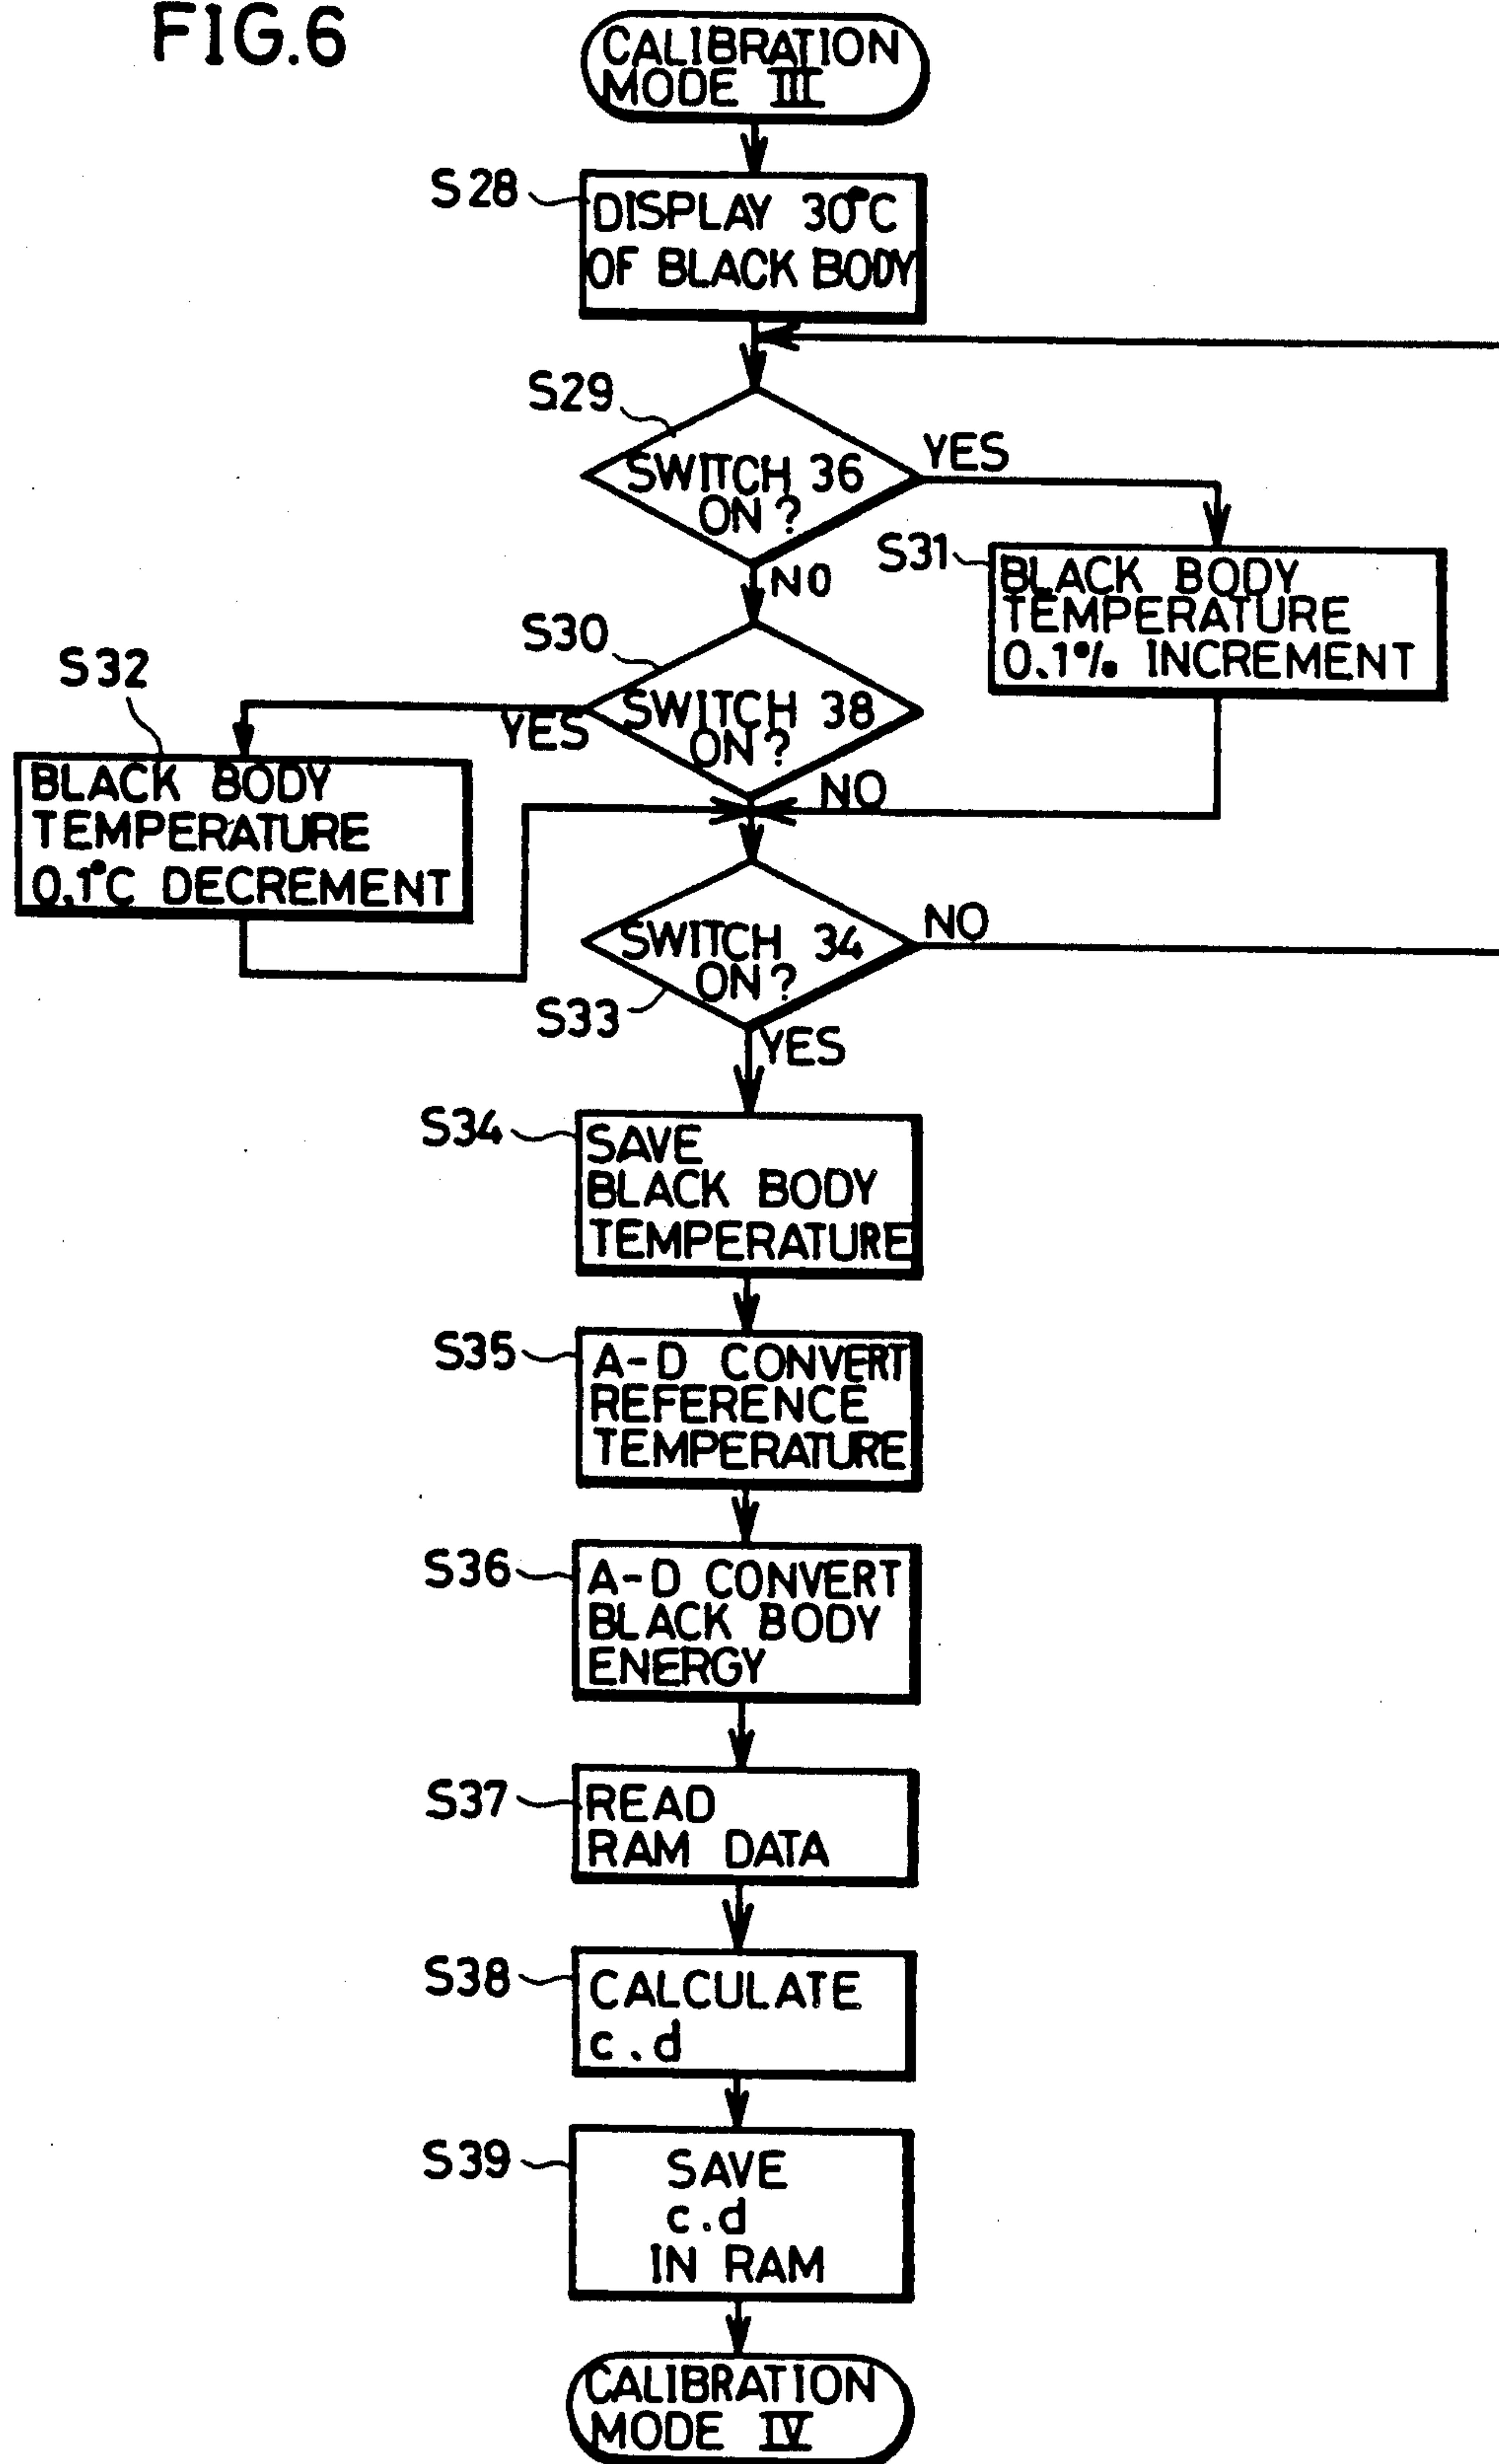 FIG.6
CALIBRATION
MODE III
S28
DISPLAY 30°C
OF BLACK BODY
S29
SWITCH 36
ON?
YES
NO
S31
BLACK BODY
TEMPERATURE
0.1% INCREMENT
S30
SWITCH 38
ON?
YES
NO
S32
BLACK BODY
TEMPERATURE
0.1°C DECREMENT
SWITCH 34
ON?
NO
S33
YES
S34
SAVE
BLACK BODY
TEMPERATURE
S35
A-D CONVERT
REFERENCE
TEMPERATURE
S36
A-D CONVERT
BLACK BODY
ENERGY
S37
READ
RAM DATA
S38
CALCULATE
c.d
S39
SAVE
c.d
IN RAM
CALIBRATION
MODE IV